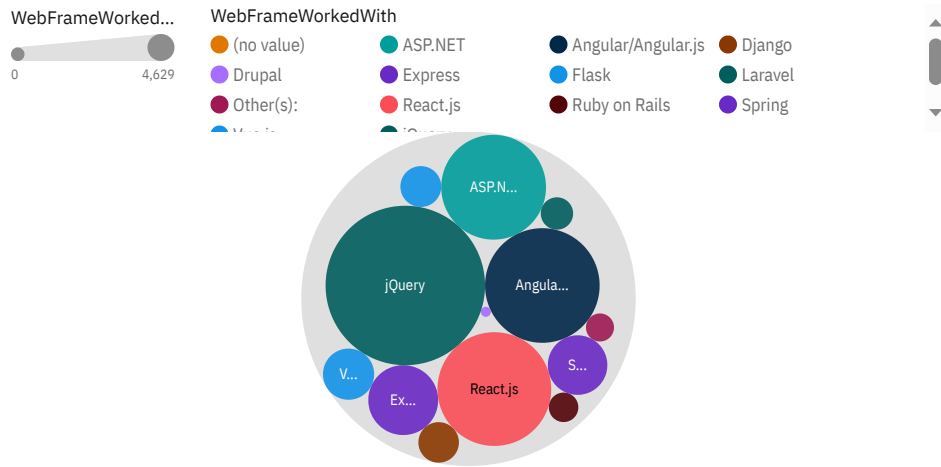 WebFrameWorked...
0 4,629
WebFrameWorkedWith
(no value) ASP.NET Angular/Angular.js Django
Drupal Express Flask Laravel
Other(s): React.js Ruby on Rails Spring
ASP.N...
jQuery
Angula...
S...
V...
React.js
Ex...